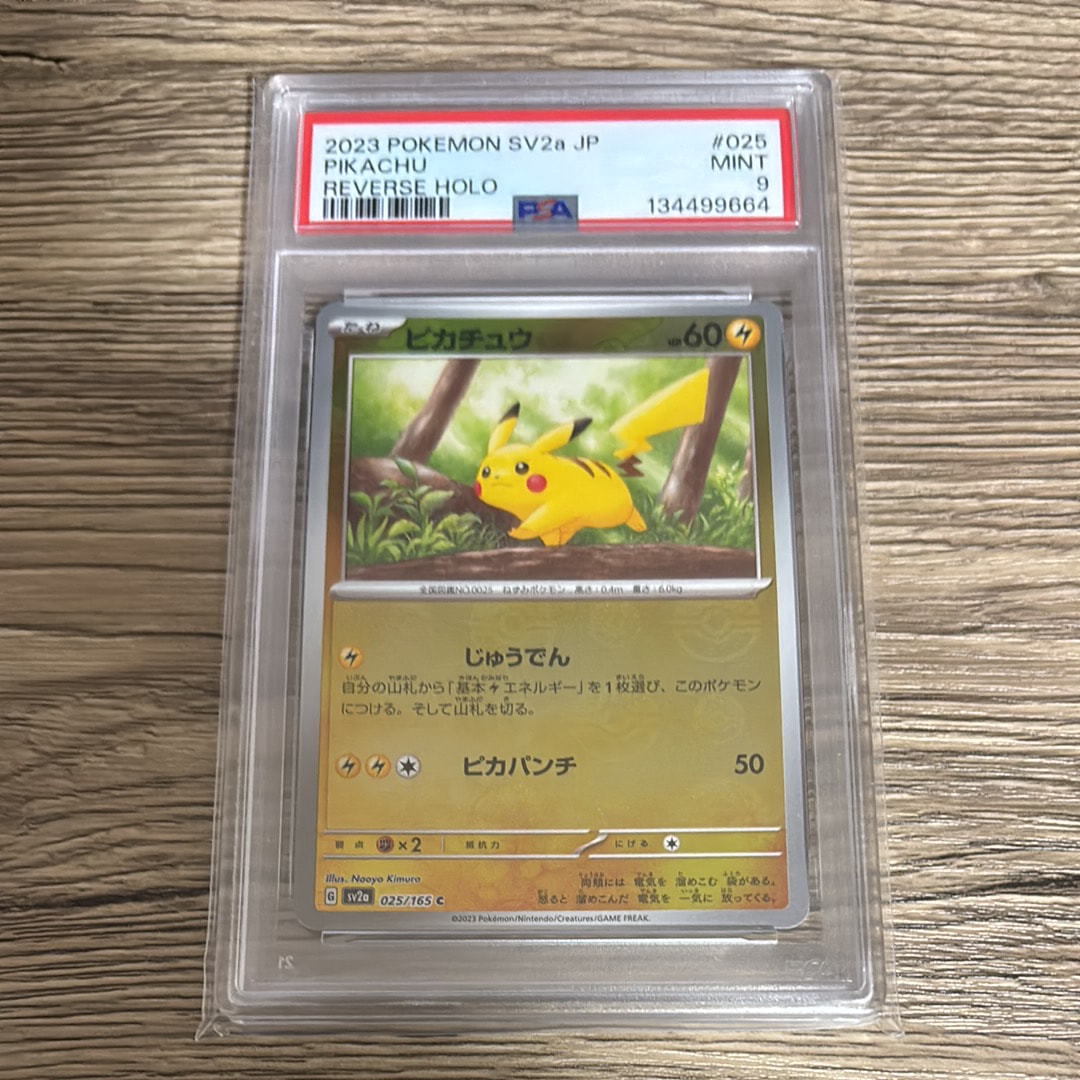 2023 POKEMON SV2a JP #025
PIKACHU MINT
REVERSE HOLO 9
PSA 134499664
たね ピカチュウ HP60
全国図鑑NO.0025 ねずみポケモン 高さ:0.4m 重さ:6.0kg
じゅうでん
自分の山札から「基本エネルギー」を1枚選び、このポケモン
につける。そして山札を切る。
ピカパンチ 50
弱点 ×2 抵抗力 にげる
illus. Naoyo Kimura
両頬には 電気を 溜めこむ 袋がある。
怒ると 溜めこんだ 電気を 一気に 放ってくる。
G sv2a 025/165 C
©2023 Pokémon/Nintendo/Creatures/GAME FREAK.